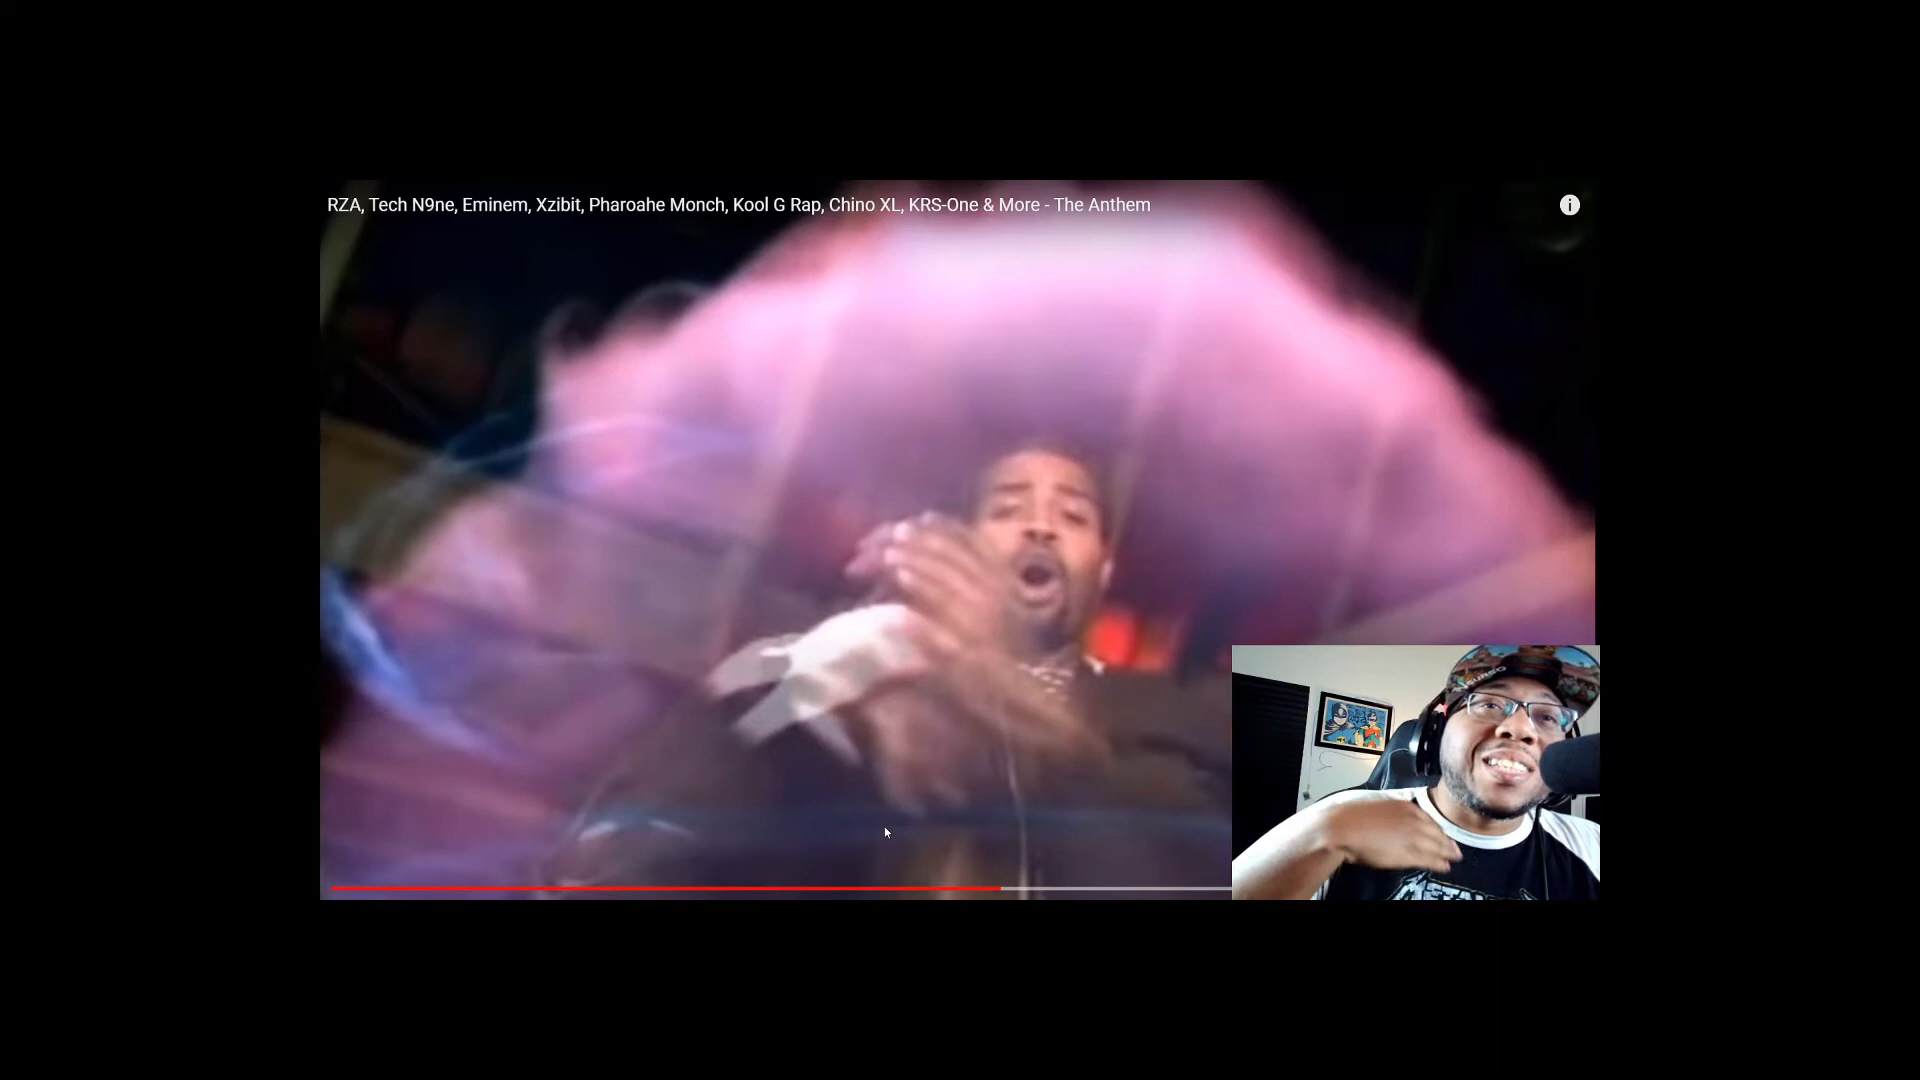 RZA, Tech N9ne, Eminem, Xzibit, Pharoahe Monch, Kool G Rap, Chino XL, KRS-One & More - The Anthem